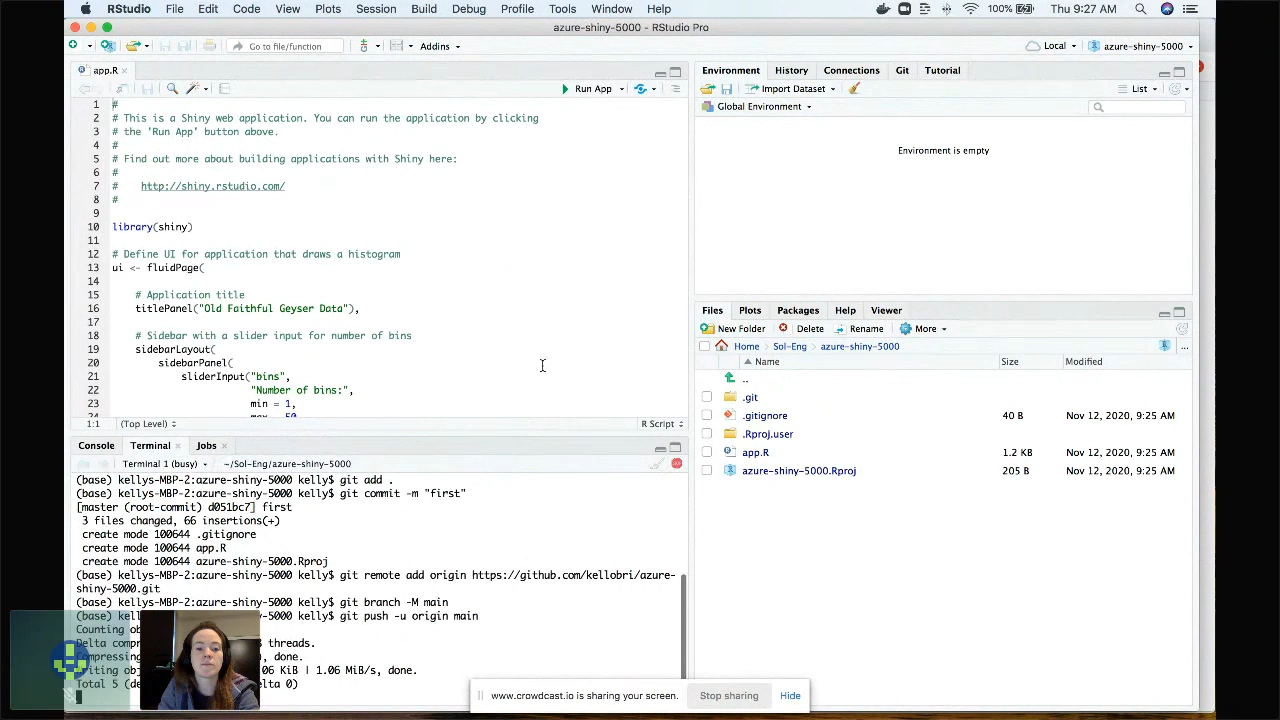 RStudio File Edit Code View Plots Session Build Debug Profile Tools Window Help 100% Thu 9:27 AM
azure-shiny-5000 - RStudio Pro
Go to file/function Addins Local azure-shiny-5000
app.R
Run App
1 #
2 # This is a Shiny web application. You can run the application by clicking
3 # the 'Run App' button above.
4 #
5 # Find out more about building applications with Shiny here:
6 #
7 # http://shiny.rstudio.com/
8 #
9
10 library(shiny)
11
12 # Define UI for application that draws a histogram
13 ui <- fluidPage(
14
15 # Application title
16 titlePanel("Old Faithful Geyser Data"),
17
18 # Sidebar with a slider input for number of bins
19 sidebarLayout(
20 sidebarPanel(
21 sliderInput("bins",
22 "Number of bins:",
23 min = 1,
24 max = 50
1:1 (Top Level) R Script
Console Terminal Jobs
Terminal 1 (busy) ~/Sol-Eng/azure-shiny-5000
(base) kellys-MBP-2:azure-shiny-5000 kelly$ git add .
(base) kellys-MBP-2:azure-shiny-5000 kelly$ git commit -m "first"
[master (root-commit) d051bc7] first
3 files changed, 66 insertions(+)
create mode 100644 .gitignore
create mode 100644 app.R
create mode 100644 azure-shiny-5000.Rproj
(base) kellys-MBP-2:azure-shiny-5000 kelly$ git remote add origin https://github.com/kellobri/azure-
shiny-5000.git
(base) kellys-MBP-2:azure-shiny-5000 kelly$ git branch -M main
(base) kellys-MBP-2:azure-shiny-5000 kelly$ git push -u origin main
Counting
Delta threads.
done.
KiB | 1.06 MiB/s, done.
Total 5 0)
Environment History Connections Git Tutorial
Import Dataset List
Global Environment
Environment is empty
Files Plots Packages Help Viewer
New Folder Delete Rename More
Home Sol-Eng azure-shiny-5000
Name Size Modified
..
.git
.gitignore 40 B Nov 12, 2020, 9:25 AM
.Rproj.user
app.R 1.2 KB Nov 12, 2020, 9:25 AM
azure-shiny-5000.Rproj 205 B Nov 12, 2020, 9:25 AM
www.crowdcast.io is sharing your screen. Stop sharing Hide